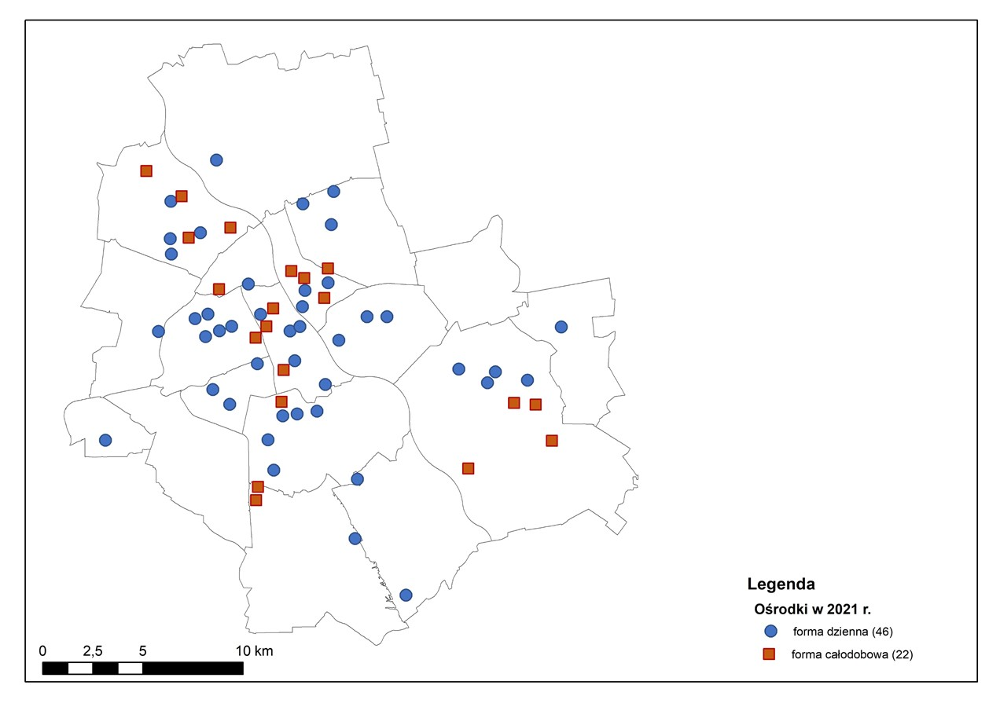 Legenda
Ośrodki w 2021 r.
forma dzienna (46)
forma całodobowa (22)
0 2,5 5 10 km